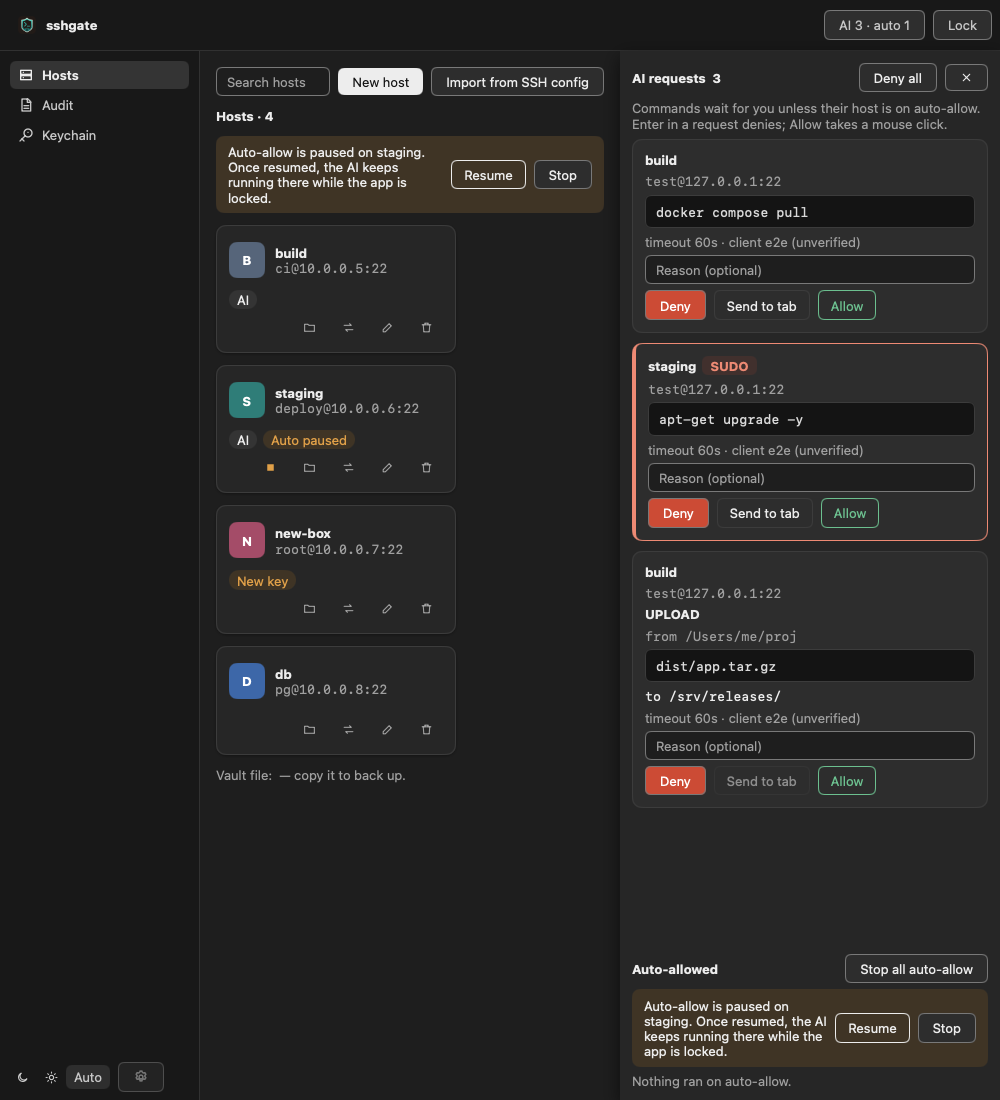 sshgate
AI 3 · auto 1
Lock
Hosts
Audit
Keychain
Search hosts
New host
Import from SSH config
Hosts · 4
Auto-allow is paused on staging.
Once resumed, the AI keeps
running there while the app is
locked.
Resume
Stop
B
build
ci@10.0.0.5:22
AI
S
staging
deploy@10.0.0.6:22
AI
Auto paused
N
new-box
root@10.0.0.7:22
New key
D
db
pg@10.0.0.8:22
Vault file: — copy it to back up.
Auto
AI requests 3
Deny all
×
Commands wait for you unless their host is on auto-allow.
Enter in a request denies; Allow takes a mouse click.
build
test@127.0.0.1:22
docker compose pull
timeout 60s · client e2e (unverified)
Reason (optional)
Deny
Send to tab
Allow
staging SUDO
test@127.0.0.1:22
apt-get upgrade -y
timeout 60s · client e2e (unverified)
Reason (optional)
Deny
Send to tab
Allow
build
test@127.0.0.1:22
UPLOAD
from /Users/me/proj
dist/app.tar.gz
to /srv/releases/
timeout 60s · client e2e (unverified)
Reason (optional)
Deny
Send to tab
Allow
Auto-allowed
Stop all auto-allow
Auto-allow is paused on
staging. Once resumed, the AI
keeps running there while the
app is locked.
Resume
Stop
Nothing ran on auto-allow.